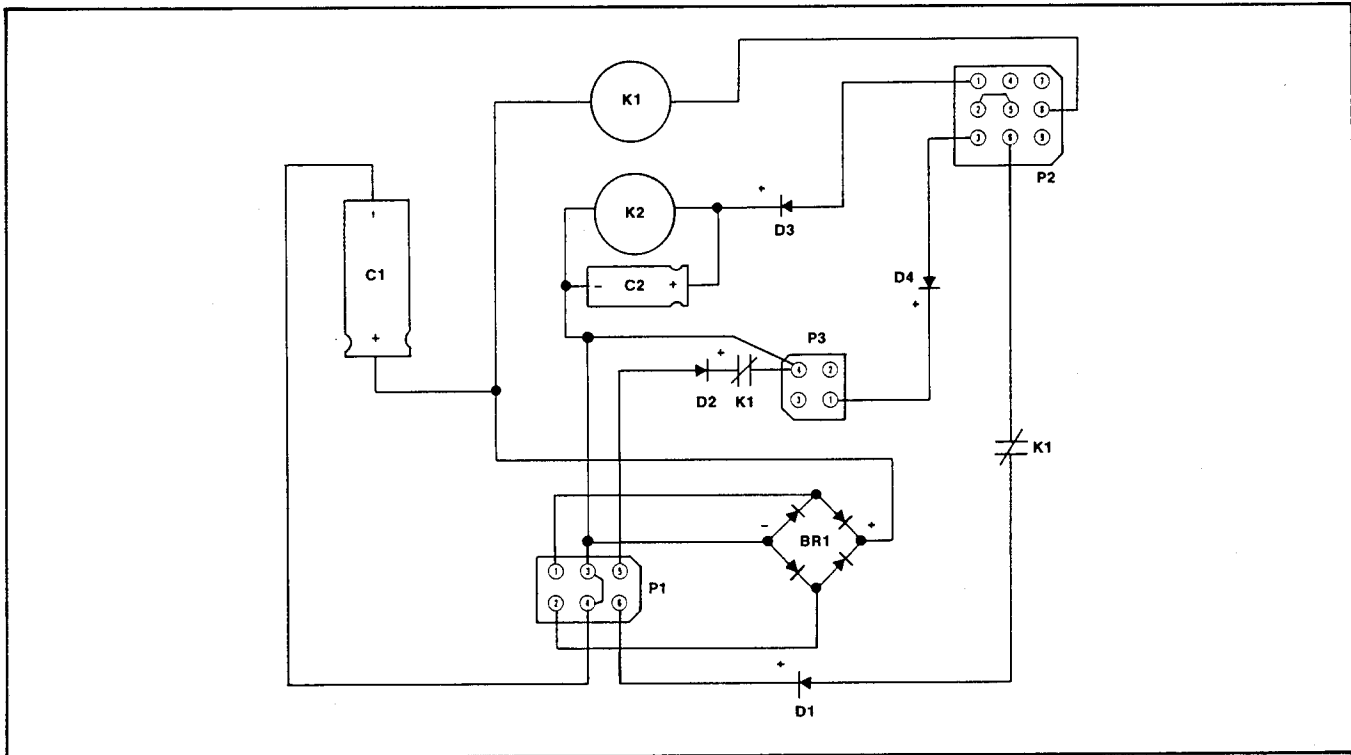 K1
1 4 7
2 5 8
3 6 9
P2
+
K2
D3
-
C1
+
- C2 +
D4
+
P3
+
4 2
D2 K1
3 1
K1
- BR1 +
1 3 5
P1
2 4 6
+
D1